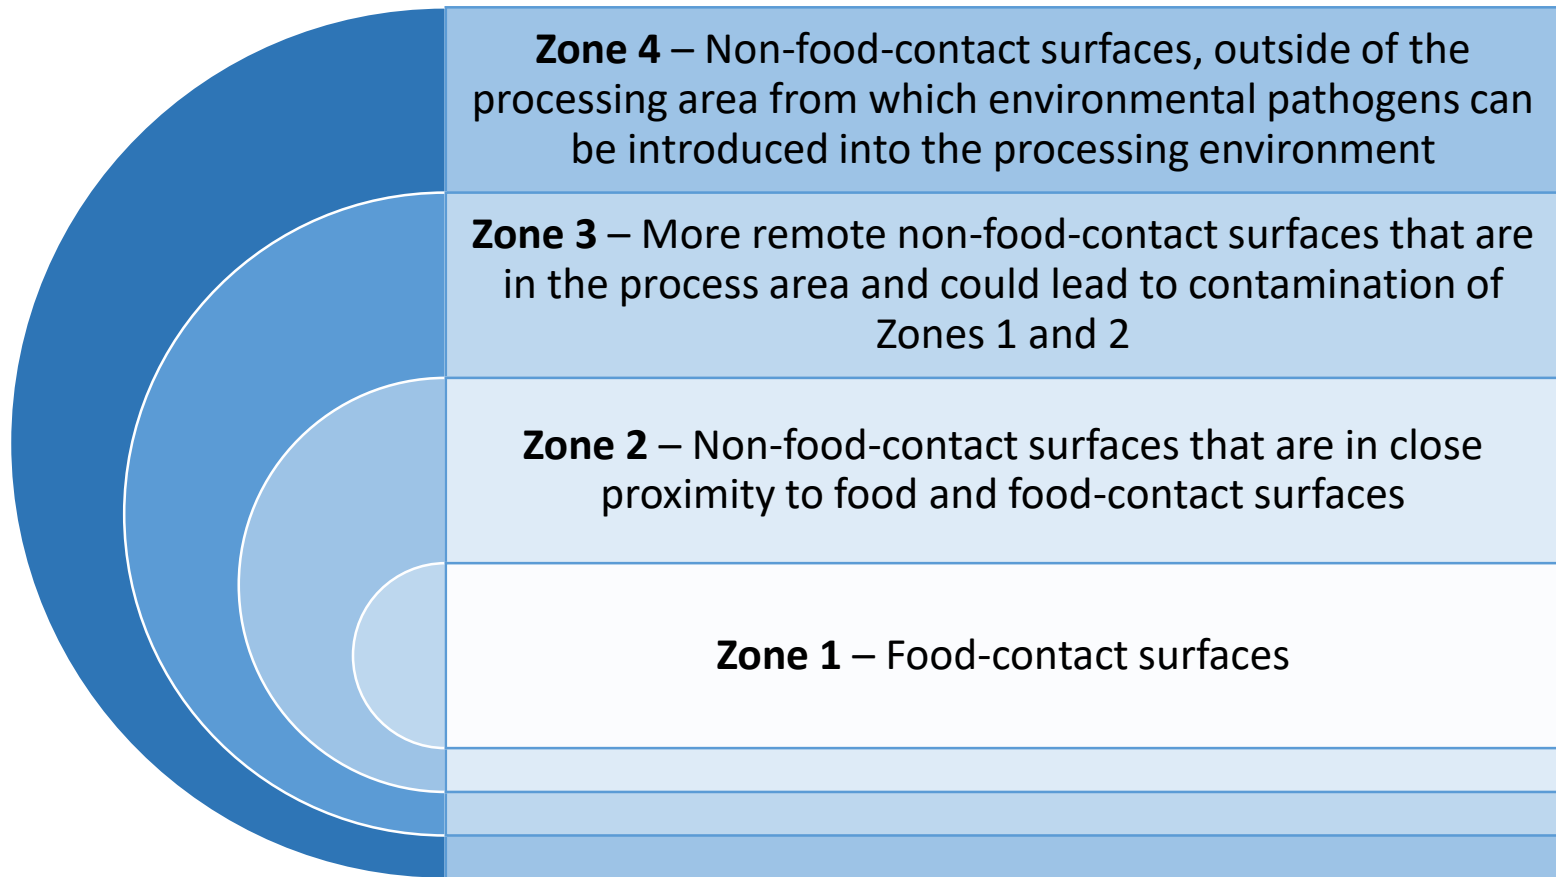 Zone 4 – Non-food-contact surfaces, outside of the
processing area from which environmental pathogens can
be introduced into the processing environment
Zone 3 – More remote non-food-contact surfaces that are
in the process area and could lead to contamination of
Zones 1 and 2
Zone 2 – Non-food-contact surfaces that are in close
proximity to food and food-contact surfaces
Zone 1 – Food-contact surfaces